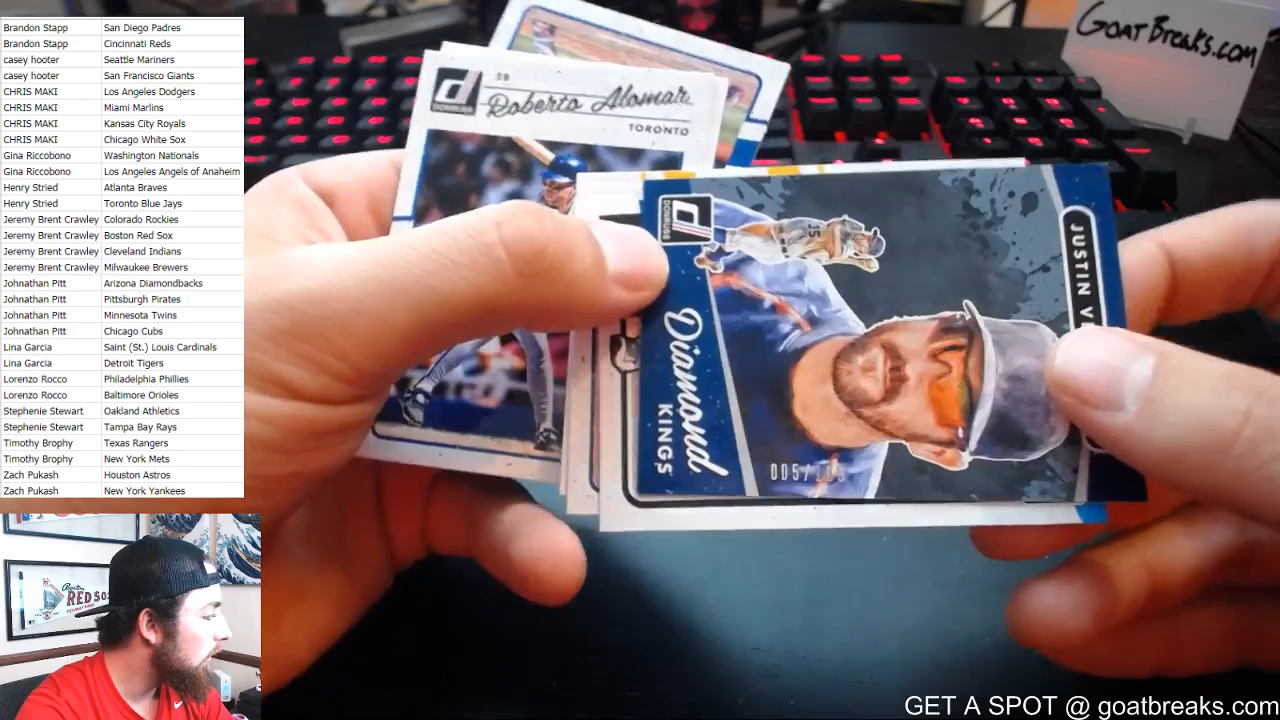 Brandon Stapp San Diego Padres
Brandon Stapp Cincinnati Reds
casey hooter Seattle Mariners
casey hooter San Francisco Giants
CHRIS MAKI Los Angeles Dodgers
CHRIS MAKI Miami Marlins
CHRIS MAKI Kansas City Royals
CHRIS MAKI Chicago White Sox
Gina Riccobono Washington Nationals
Gina Riccobono Los Angeles Angels of Anaheim
Henry Stried Atlanta Braves
Henry Stried Toronto Blue Jays
Jeremy Brent Crawley Colorado Rockies
Jeremy Brent Crawley Boston Red Sox
Jeremy Brent Crawley Cleveland Indians
Jeremy Brent Crawley Milwaukee Brewers
Johnathan Pitt Arizona Diamondbacks
Johnathan Pitt Pittsburgh Pirates
Johnathan Pitt Minnesota Twins
Johnathan Pitt Chicago Cubs
Lina Garcia Saint (St.) Louis Cardinals
Lina Garcia Detroit Tigers
Lorenzo Rocco Philadelphia Phillies
Lorenzo Rocco Baltimore Orioles
Stephenie Stewart Oakland Athletics
Stephenie Stewart Tampa Bay Rays
Timothy Brophy Texas Rangers
Timothy Brophy New York Mets
Zach Pukash Houston Astros
Zach Pukash New York Yankees
GOATBREAKS.COM
2B
DONRUSS
Roberto Alomar
TORONTO
DONRUSS
JUSTIN
Diamond
KINGS
Boston
RED SOX
GET A SPOT @ goatbreaks.com